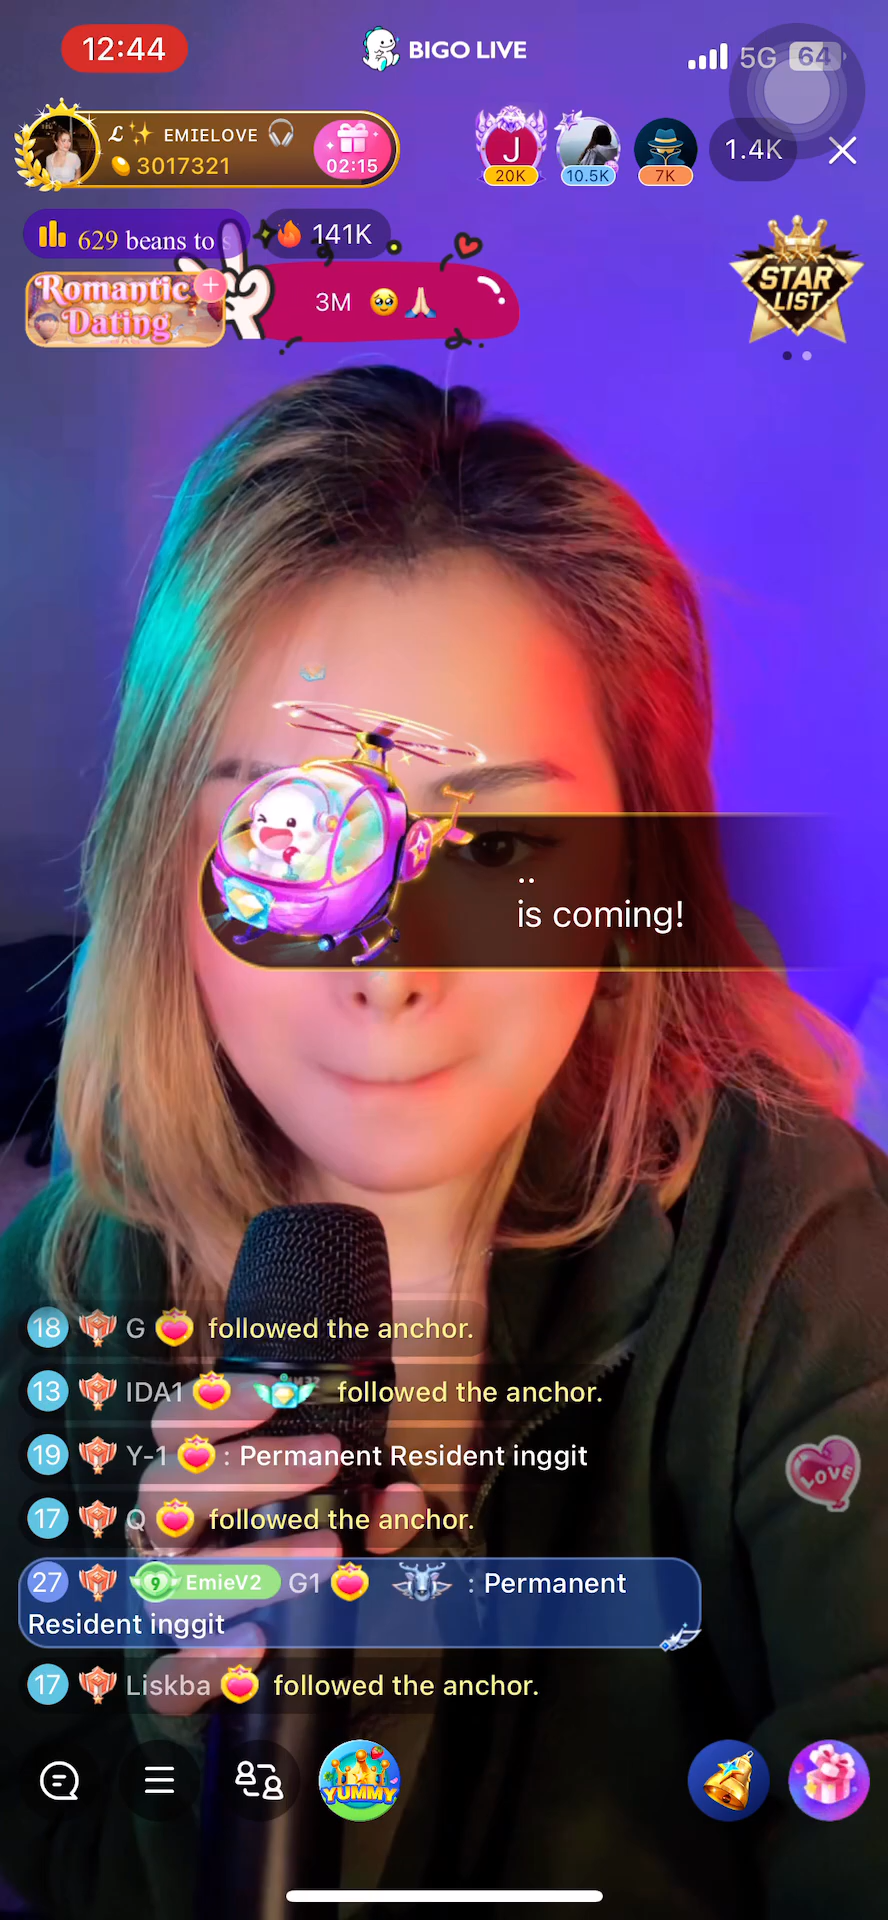 12:44
BIGO LIVE
5G 64
ℒ✨ EMIELOVE 🎧
3017321
02:15
J
20K
10.5K
7K
1.4K
629 beans to s
141K
Romantic
Dating
3M 🥹🙏🏻
STAR
LIST
..
is coming!
18 G followed the anchor.
13 IDA1 followed the anchor.
19 Y-1 : Permanent Resident inggit
17 Q followed the anchor.
LOVE
27 9 EmieV2 G1 : Permanent
Resident inggit
17 Liskba followed the anchor.
YUMMY